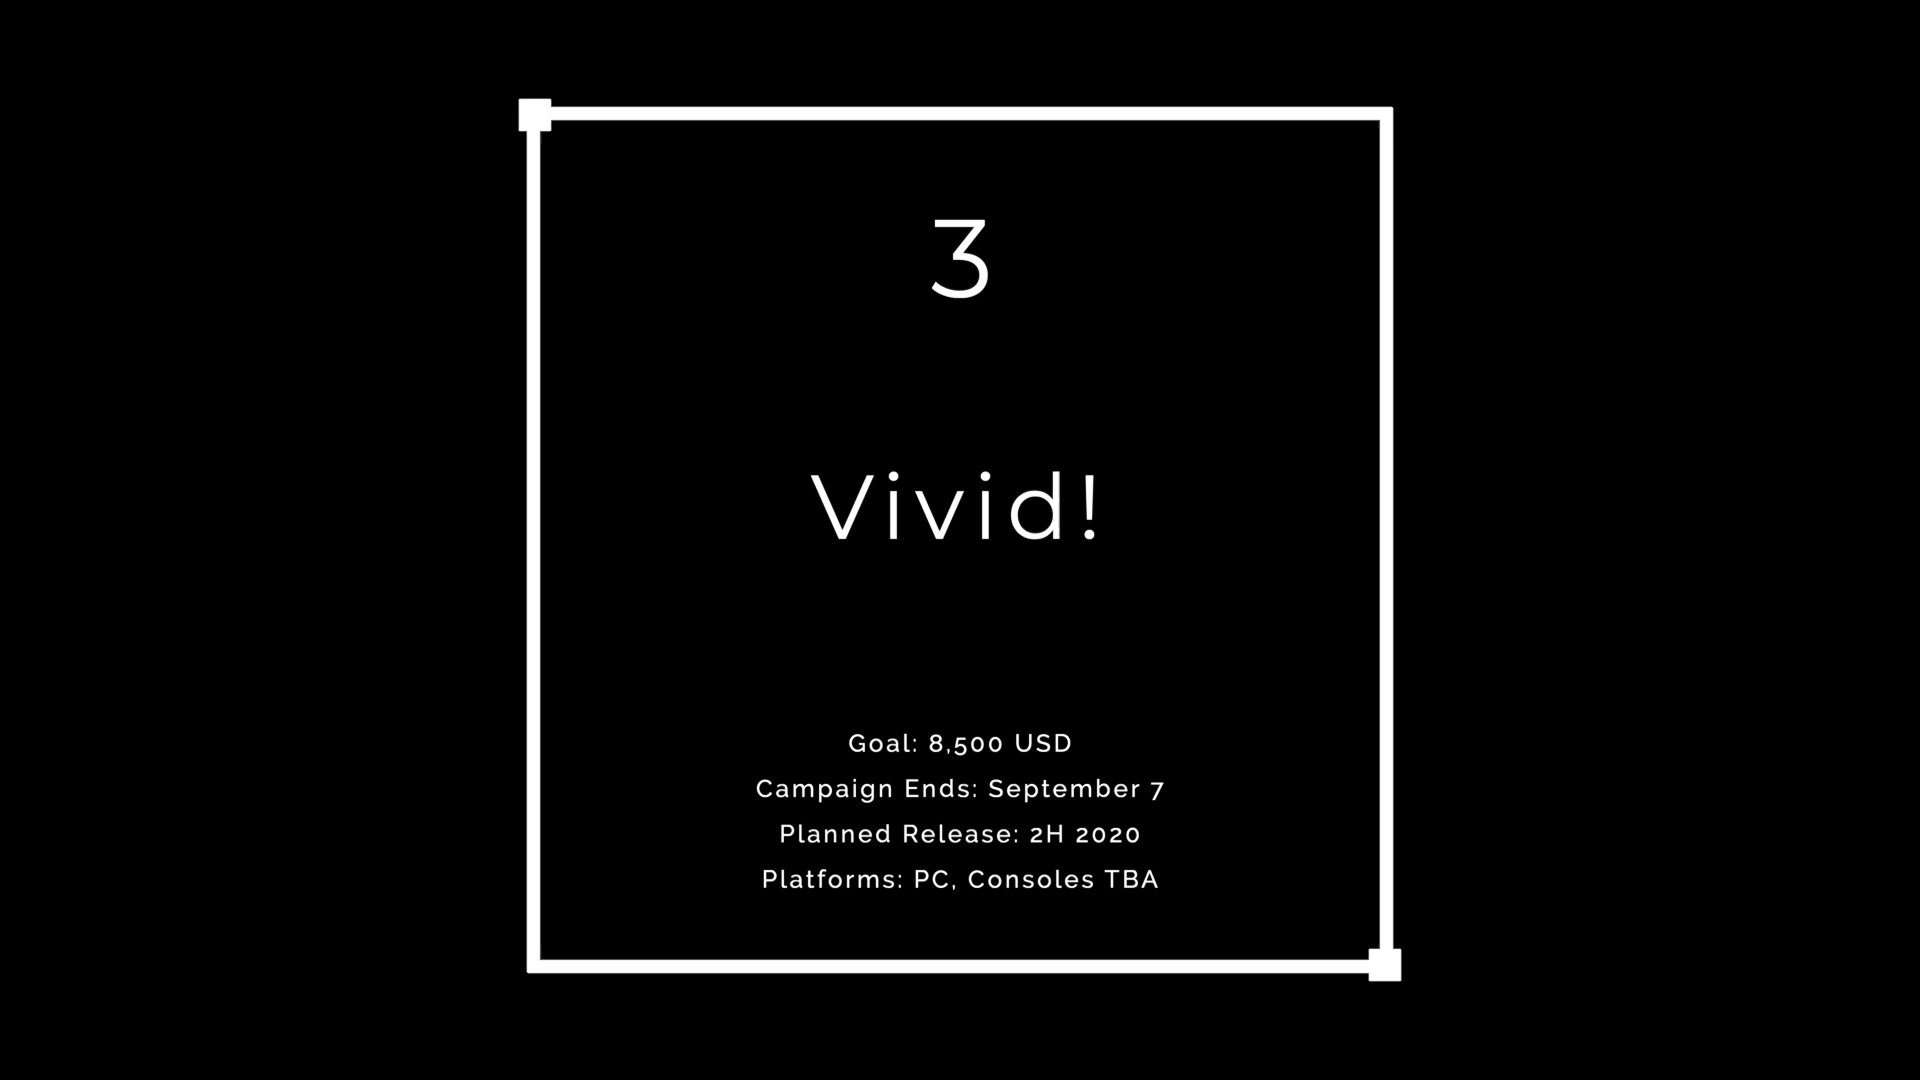 3
Vivid!
Goal: 8,500 USD
Campaign Ends: September 7
Planned Release: 2H 2020
Platforms: PC, Consoles TBA